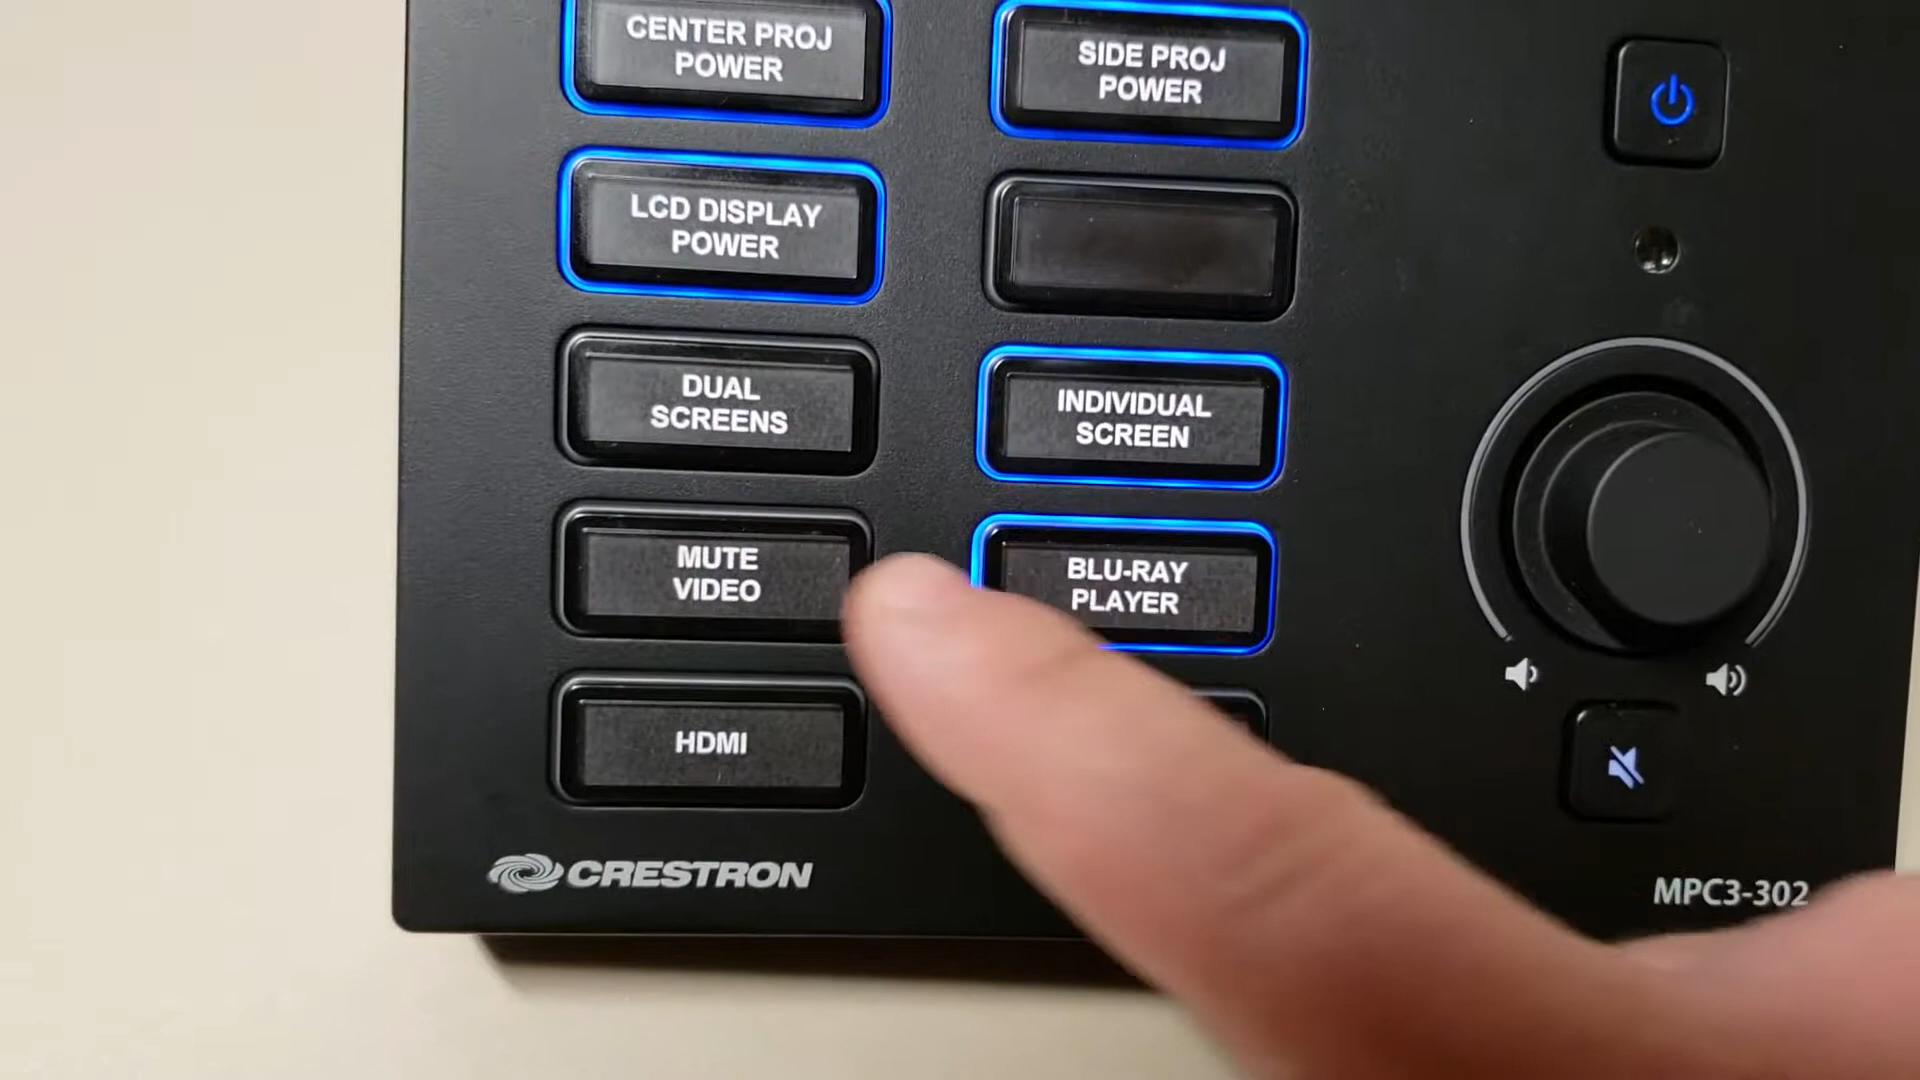 CENTER PROJ
POWER
SIDE PROJ
POWER
LCD DISPLAY
POWER
DUAL
SCREENS
INDIVIDUAL
SCREEN
MUTE
VIDEO
BLU-RAY
PLAYER
HDMI
CRESTRON
MPC3-302